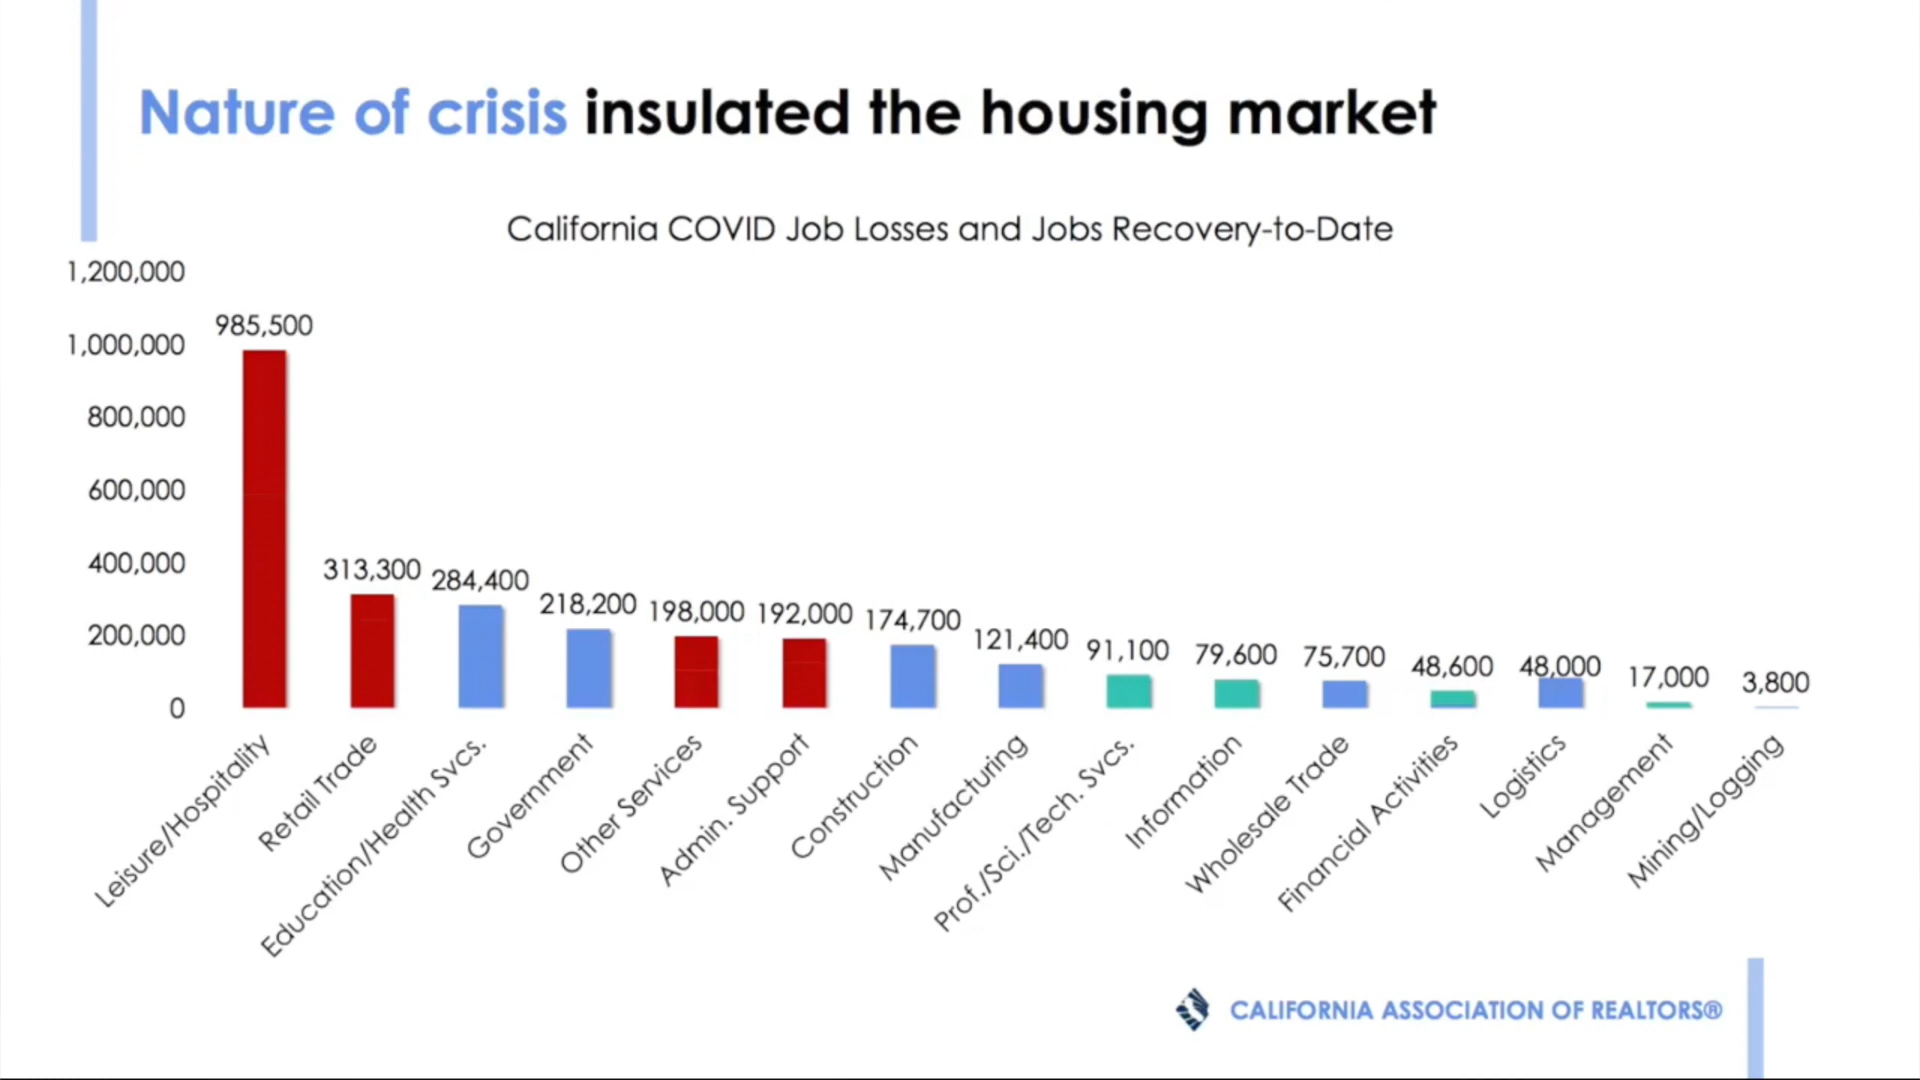 Nature of crisis insulated the housing market
California COVID Job Losses and Jobs Recovery-to-Date
1,200,000
1,000,000
800,000
600,000
400,000
200,000
0
985,500
313,300
284,400
218,200
198,000
192,000
174,700
121,400
91,100
79,600
75,700
48,600
48,000
17,000
3,800
Leisure/Hospitality
Retail Trade
Education/Health Svcs.
Government
Other Services
Admin. Support
Construction
Manufacturing
Prof./Sci./Tech. Svcs.
Information
Wholesale Trade
Financial Activities
Logistics
Management
Mining/Logging
CALIFORNIA ASSOCIATION OF REALTORS®